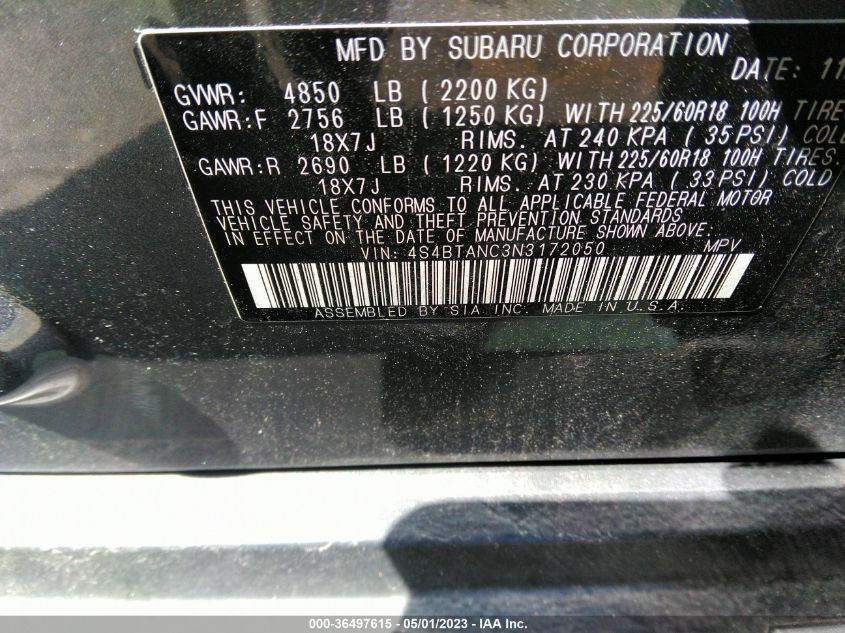 MFD BY SUBARU CORPORATION
DATE: 11
GVWR: 4850 LB ( 2200 KG)
GAWR:F 2756 LB ( 1250 KG) WITH 225/60R18 100H TIRE
18X7J RIMS. AT 240 KPA ( 35 PSI) COLD
GAWR:R 2690 LB ( 1220 KG) WITH 225/60R18 100H TIRES.
18X7J RIMS. AT 230 KPA ( 33 PSI) COLD
THIS VEHICLE CONFORMS TO ALL APPLICABLE FEDERAL MOTOR
VEHICLE SAFETY AND THEFT PREVENTION STANDARDS
IN EFFECT ON THE DATE OF MANUFACTURE SHOWN ABOVE.
VIN: 4S4BTANC3N3172050 MPV
ASSEMBLED BY SIA INC. MADE IN U.S.A.
000-36497615 - 05/01/2023 - IAA Inc.